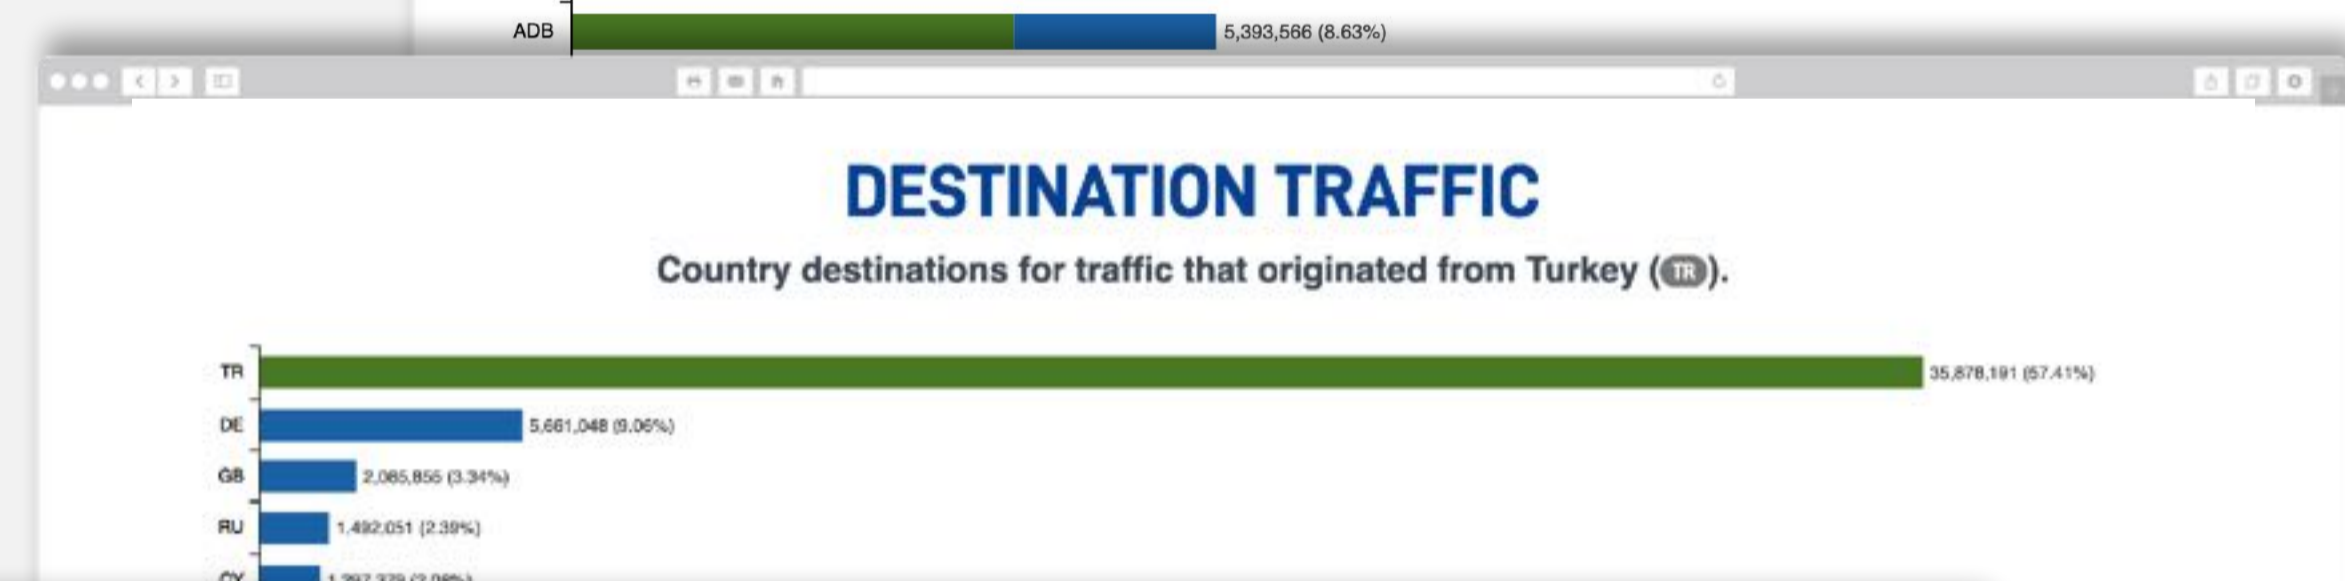 ADB 5,393,566 (8.63%)
DESTINATION TRAFFIC
Country destinations for traffic that originated from Turkey (TR).
TR 35,878,191 (57.41%)
DE 5,661,048 (9.06%)
GB 2,085,855 (3.34%)
RU 1,492,051 (2.39%)
CY